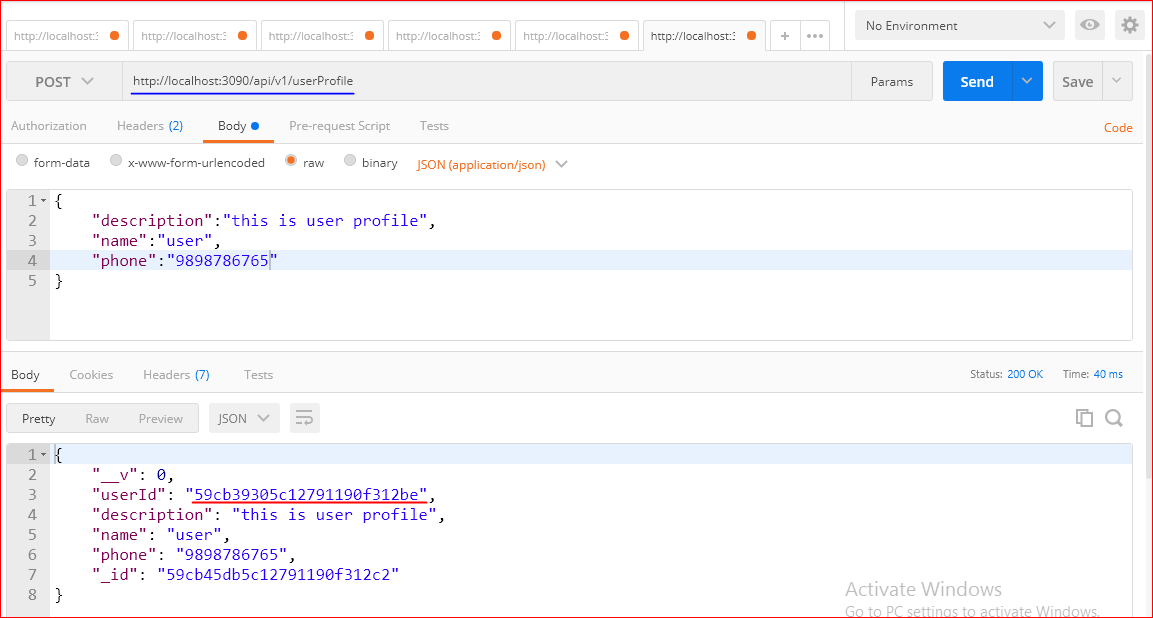 http://localhost:3 http://localhost:3 http://localhost:3 http://localhost:3 http://localhost:3 http://localhost:3 + ••• No Environment
POST http://localhost:3090/api/v1/userProfile Params Send Save
Authorization Headers (2) Body Pre-request Script Tests Code
form-data x-www-form-urlencoded raw binary JSON (application/json)
1 {
2 "description":"this is user profile",
3 "name":"user",
4 "phone":"9898786765"
5 }
Body Cookies Headers (7) Tests Status: 200 OK Time: 40 ms
Pretty Raw Preview JSON
1 {
2 "__v": 0,
3 "userId": "59cb39305c12791190f312be",
4 "description": "this is user profile",
5 "name": "user",
6 "phone": "9898786765",
7 "_id": "59cb45db5c12791190f312c2"
8 }
Activate Windows
Go to PC settings to activate Windows.